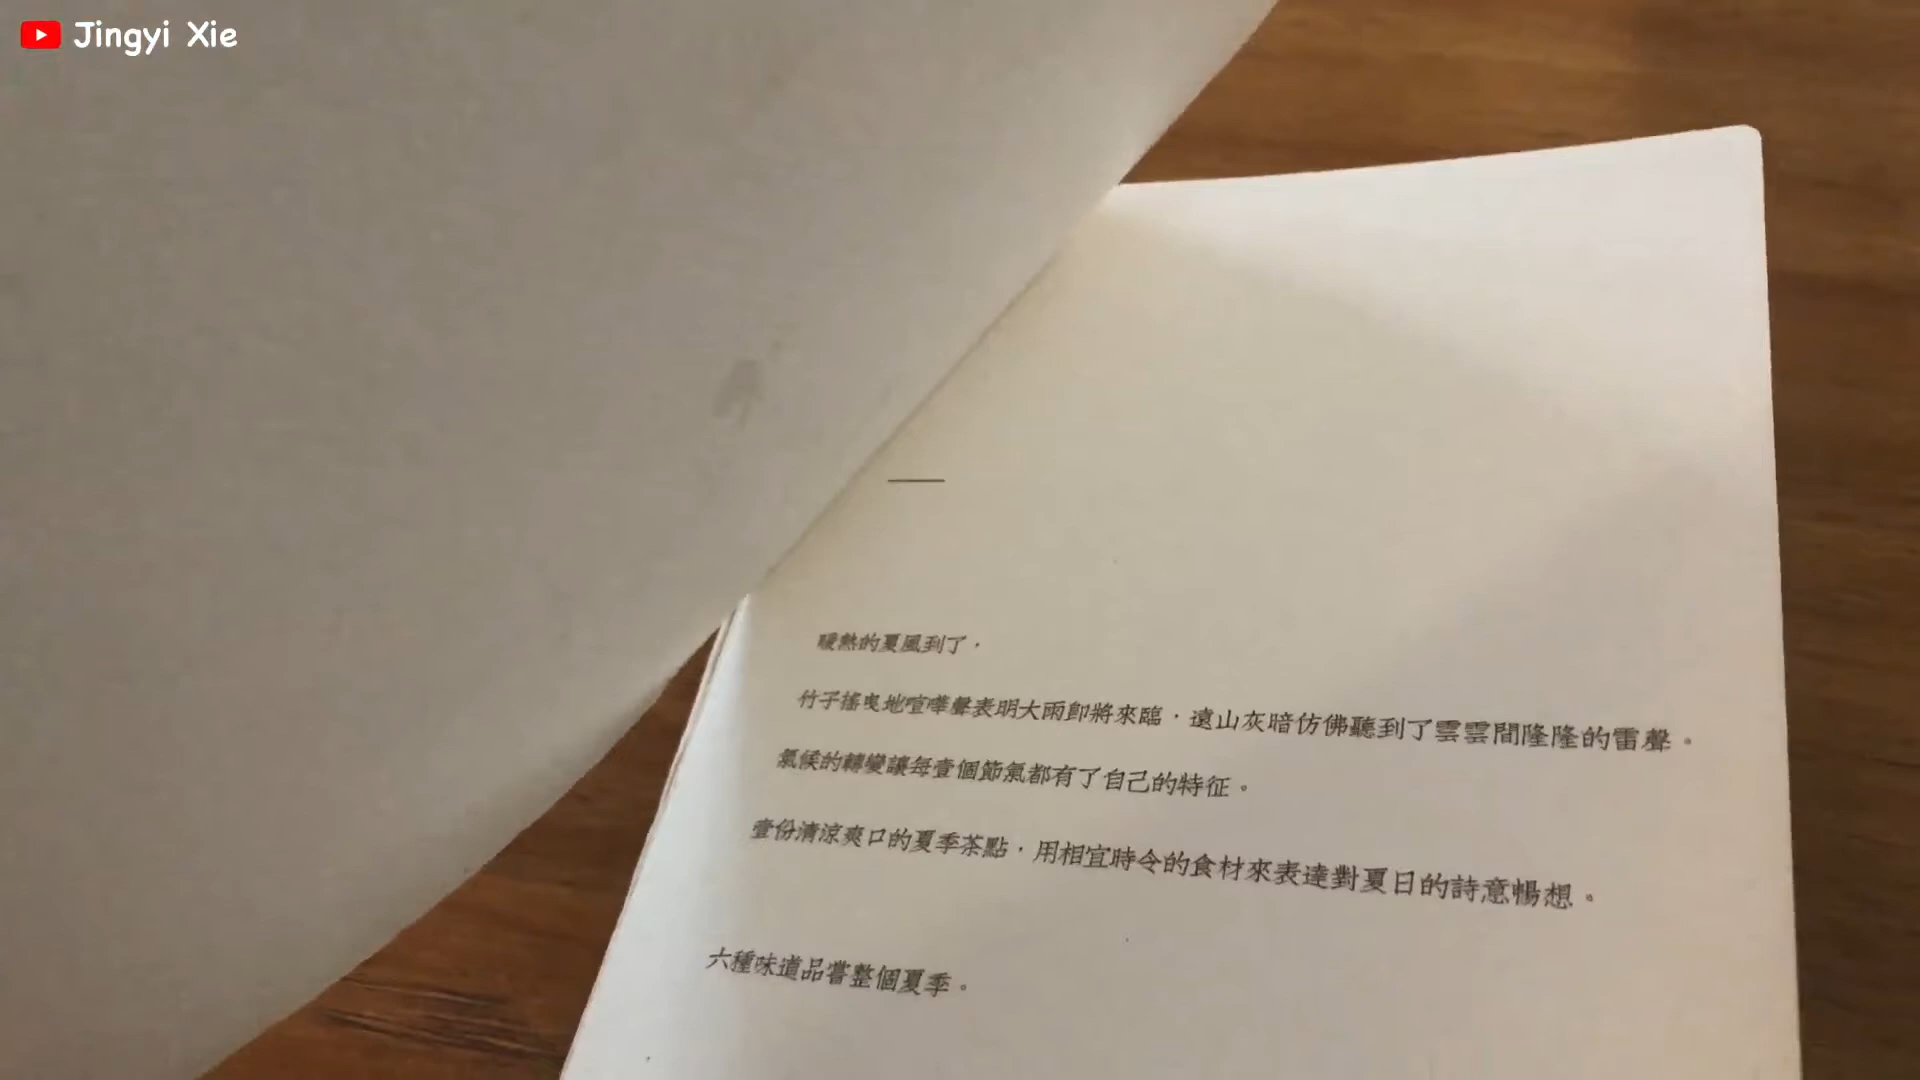 Jingyi Xie
暖熱的夏風到了，
竹子搖曳地喧嘩聲表明大雨即將來臨，遠山灰暗仿佛聽到了雲雲間隆隆的雷聲。
氣候的轉變讓每壹個節氣都有了自己的特征。
壹份清涼爽口的夏季茶點，用相宜時令的食材來表達對夏日的詩意暢想。
六種味道品嘗整個夏季。